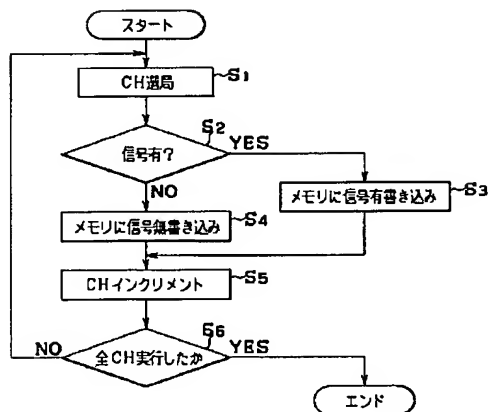 スタート
CH選局
S1
信号有?
S2
YES
NO
メモリに信号有書き込み
S3
メモリに信号無書き込み
S4
CHインクリメント
S5
全CH実行したか
S6
NO
YES
エンド